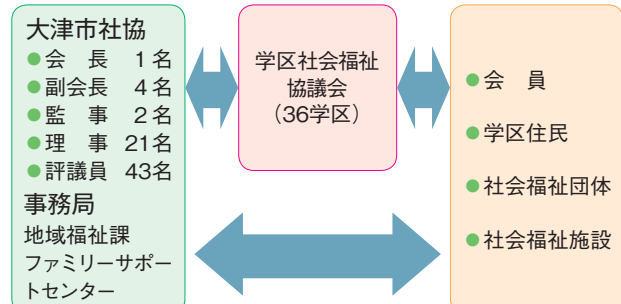 大津市社協
●会　長　1名
●副会長　4名
●監　事　2名
●理　事　21名
●評議員　43名
事務局
地域福祉課
ファミリーサポー
トセンター
学区社会福祉
協議会
（36学区）
●会　員
●学区住民
●社会福祉団体
●社会福祉施設